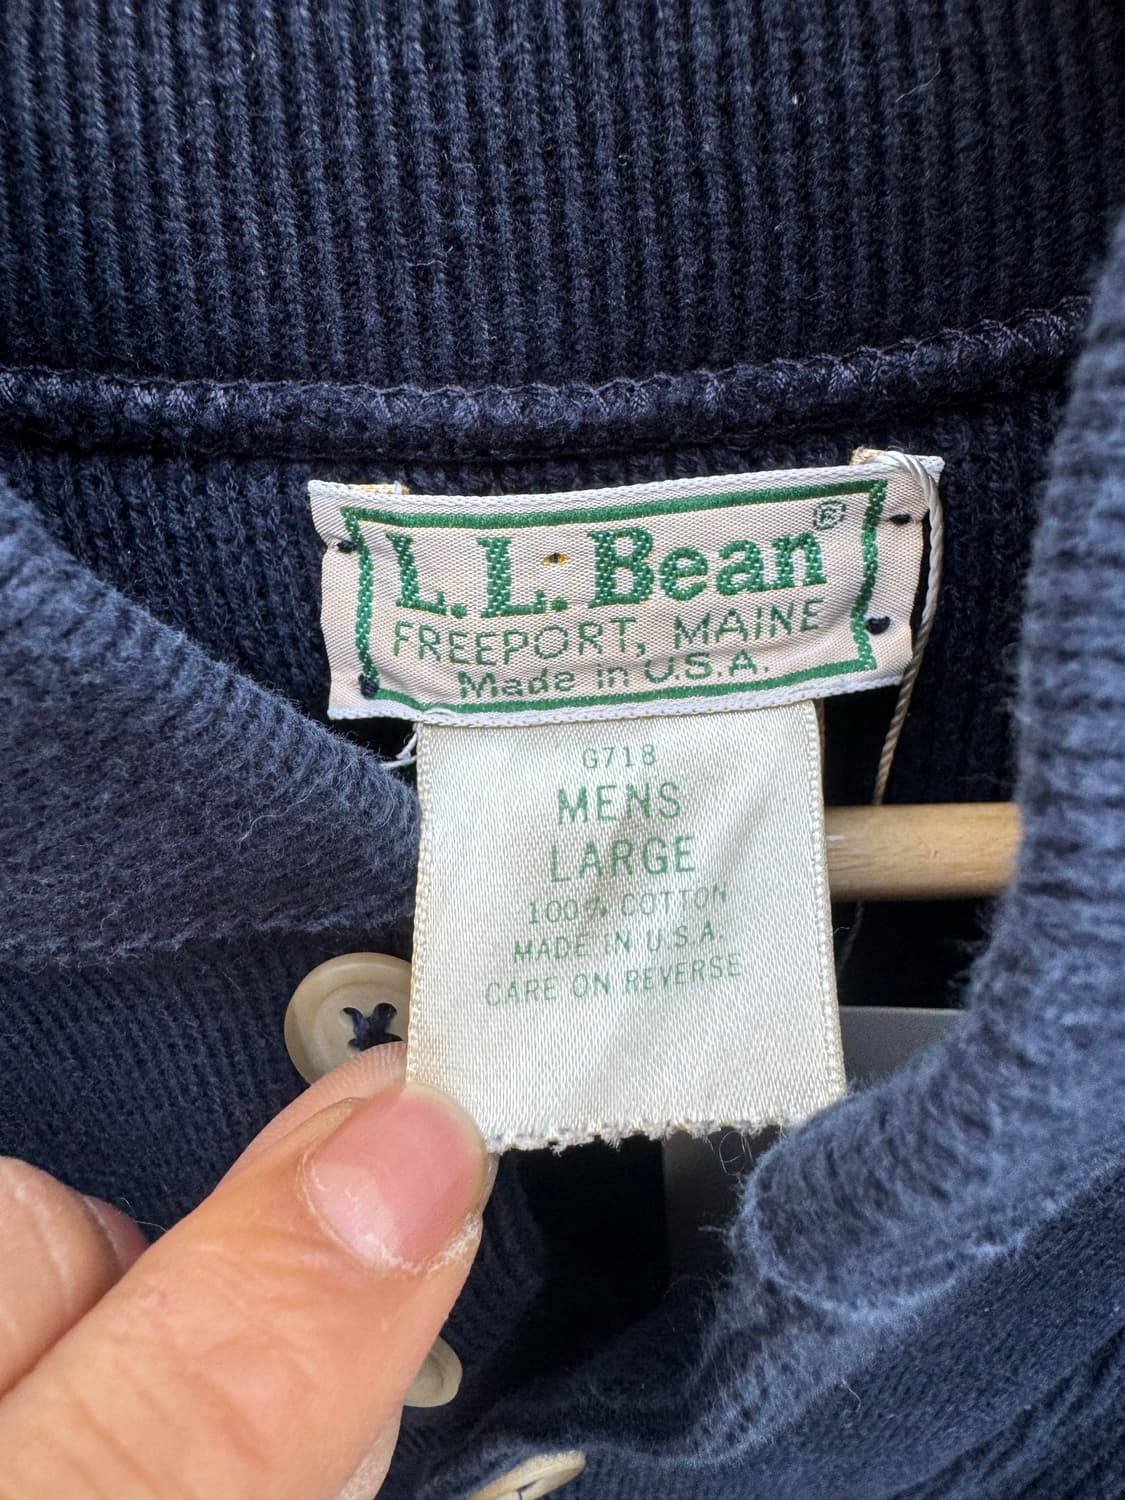 L.L.Bean®
FREEPORT, MAINE
Made in U.S.A.
G718
MENS
LARGE
100% COTTON
MADE IN U.S.A.
CARE ON REVERSE